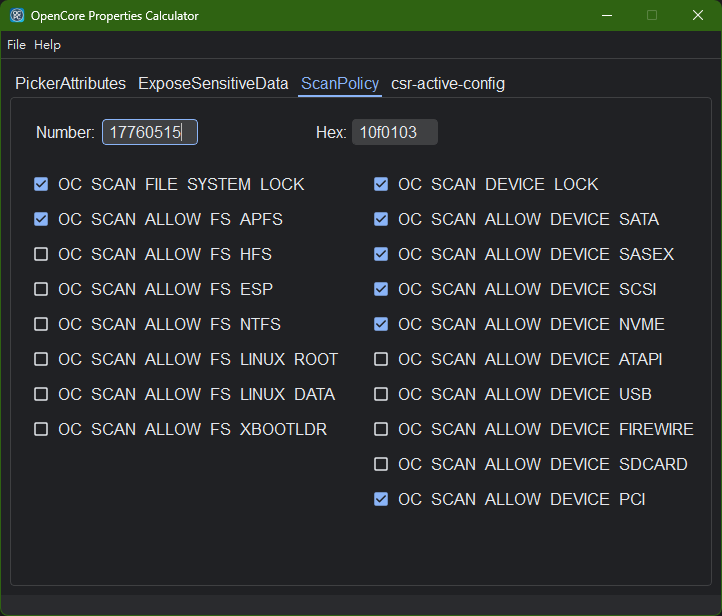 OpenCore Properties Calculator
File Help
PickerAttributes ExposeSensitiveData ScanPolicy csr-active-config
Number: 17760515 Hex: 10f0103
OC SCAN FILE SYSTEM LOCK
OC SCAN ALLOW FS APFS
OC SCAN ALLOW FS HFS
OC SCAN ALLOW FS ESP
OC SCAN ALLOW FS NTFS
OC SCAN ALLOW FS LINUX ROOT
OC SCAN ALLOW FS LINUX DATA
OC SCAN ALLOW FS XBOOTLDR
OC SCAN DEVICE LOCK
OC SCAN ALLOW DEVICE SATA
OC SCAN ALLOW DEVICE SASEX
OC SCAN ALLOW DEVICE SCSI
OC SCAN ALLOW DEVICE NVME
OC SCAN ALLOW DEVICE ATAPI
OC SCAN ALLOW DEVICE USB
OC SCAN ALLOW DEVICE FIREWIRE
OC SCAN ALLOW DEVICE SDCARD
OC SCAN ALLOW DEVICE PCI